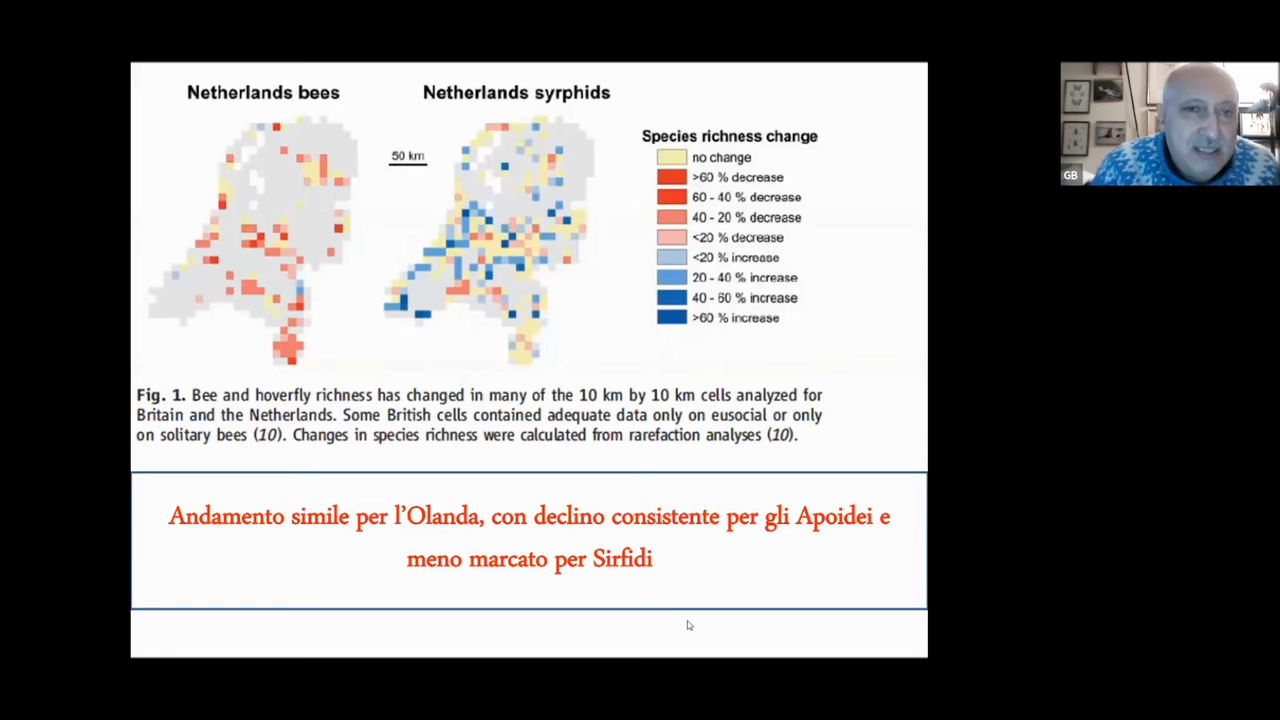 Netherlands bees
Netherlands syrphids
50 km
Species richness change
no change
>60 % decrease
60 - 40 % decrease
40 - 20 % decrease
<20 % decrease
<20 % increase
20 - 40 % increase
40 - 60 % increase
>60 % increase
Fig. 1. Bee and hoverfly richness has changed in many of the 10 km by 10 km cells analyzed for
Britain and the Netherlands. Some British cells contained adequate data only on eusocial or only
on solitary bees (10). Changes in species richness were calculated from rarefaction analyses (10).
Andamento simile per l’Olanda, con declino consistente per gli Apoidei e
meno marcato per Sirfidi
GB